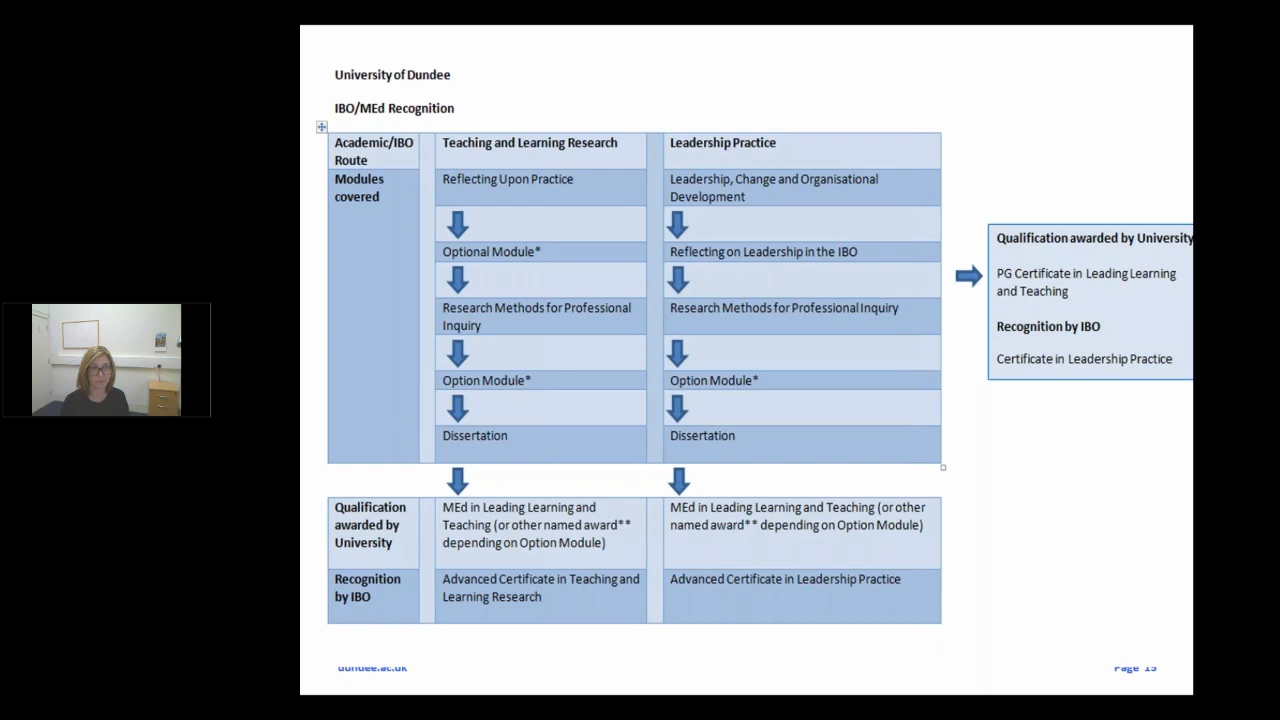 University of Dundee
IBO/MEd Recognition
Academic/IBO
Route
Teaching and Learning Research
Leadership Practice
Modules
covered
Reflecting Upon Practice
Leadership, Change and Organisational
Development
Optional Module*
Reflecting on Leadership in the IBO
Research Methods for Professional
Inquiry
Research Methods for Professional Inquiry
Option Module*
Option Module*
Dissertation
Dissertation
Qualification awarded by University
PG Certificate in Leading Learning
and Teaching
Recognition by IBO
Certificate in Leadership Practice
Qualification
awarded by
University
MEd in Leading Learning and
Teaching (or other named award**
depending on Option Module)
MEd in Leading Learning and Teaching (or other
named award** depending on Option Module)
Recognition
by IBO
Advanced Certificate in Teaching and
Learning Research
Advanced Certificate in Leadership Practice
dundee.ac.uk
Page 15